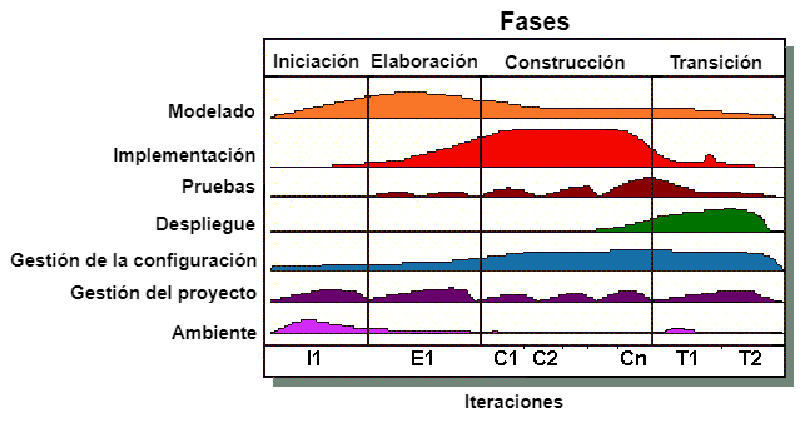 Fases
Iniciación Elaboración Construcción Transición
Modelado
Implementación
Pruebas
Despliegue
Gestión de la configuración
Gestión del proyecto
Ambiente
I1 E1 C1 C2 Cn T1 T2
Iteraciones